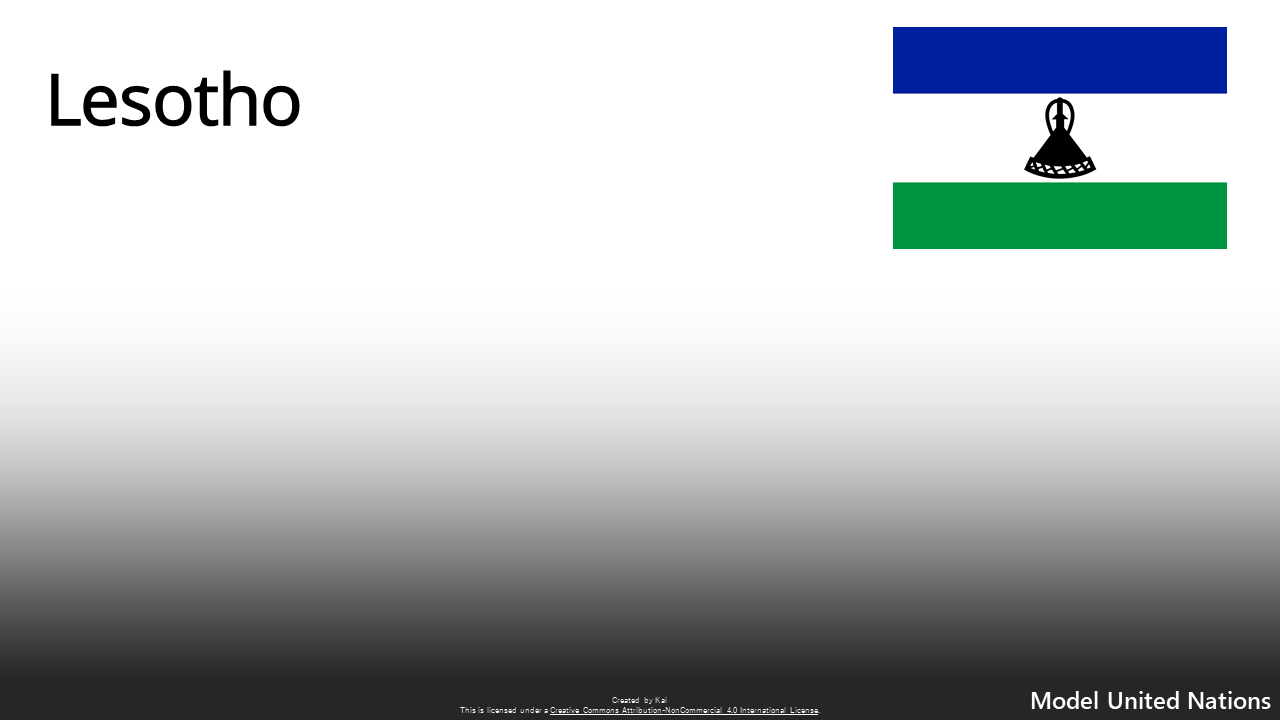 Lesotho
Created by Kai
This is licensed under a Creative Commons Attribution-NonCommercial 4.0 International License.
Model United Nations